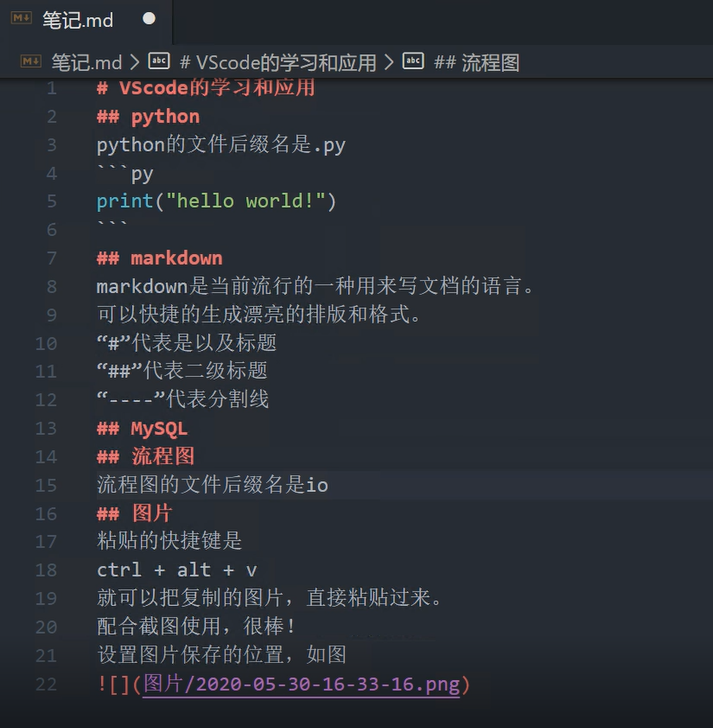 笔记.md
笔记.md > # VScode的学习和应用 > ## 流程图
1 # VScode的学习和应用
2 ## python
3 python的文件后缀名是.py
4 ```py
5 print("hello world!")
6 ```
7 ## markdown
8 markdown是当前流行的一种用来写文档的语言。
9 可以快捷的生成漂亮的排版和格式。
10 “#”代表是以及标题
11 “##”代表二级标题
12 “----”代表分割线
13 ## MySQL
14 ## 流程图
15 流程图的文件后缀名是io
16 ## 图片
17 粘贴的快捷键是
18 ctrl + alt + v
19 就可以把复制的图片，直接粘贴过来。
20 配合截图使用，很棒！
21 设置图片保存的位置，如图
22 ![](图片/2020-05-30-16-33-16.png)